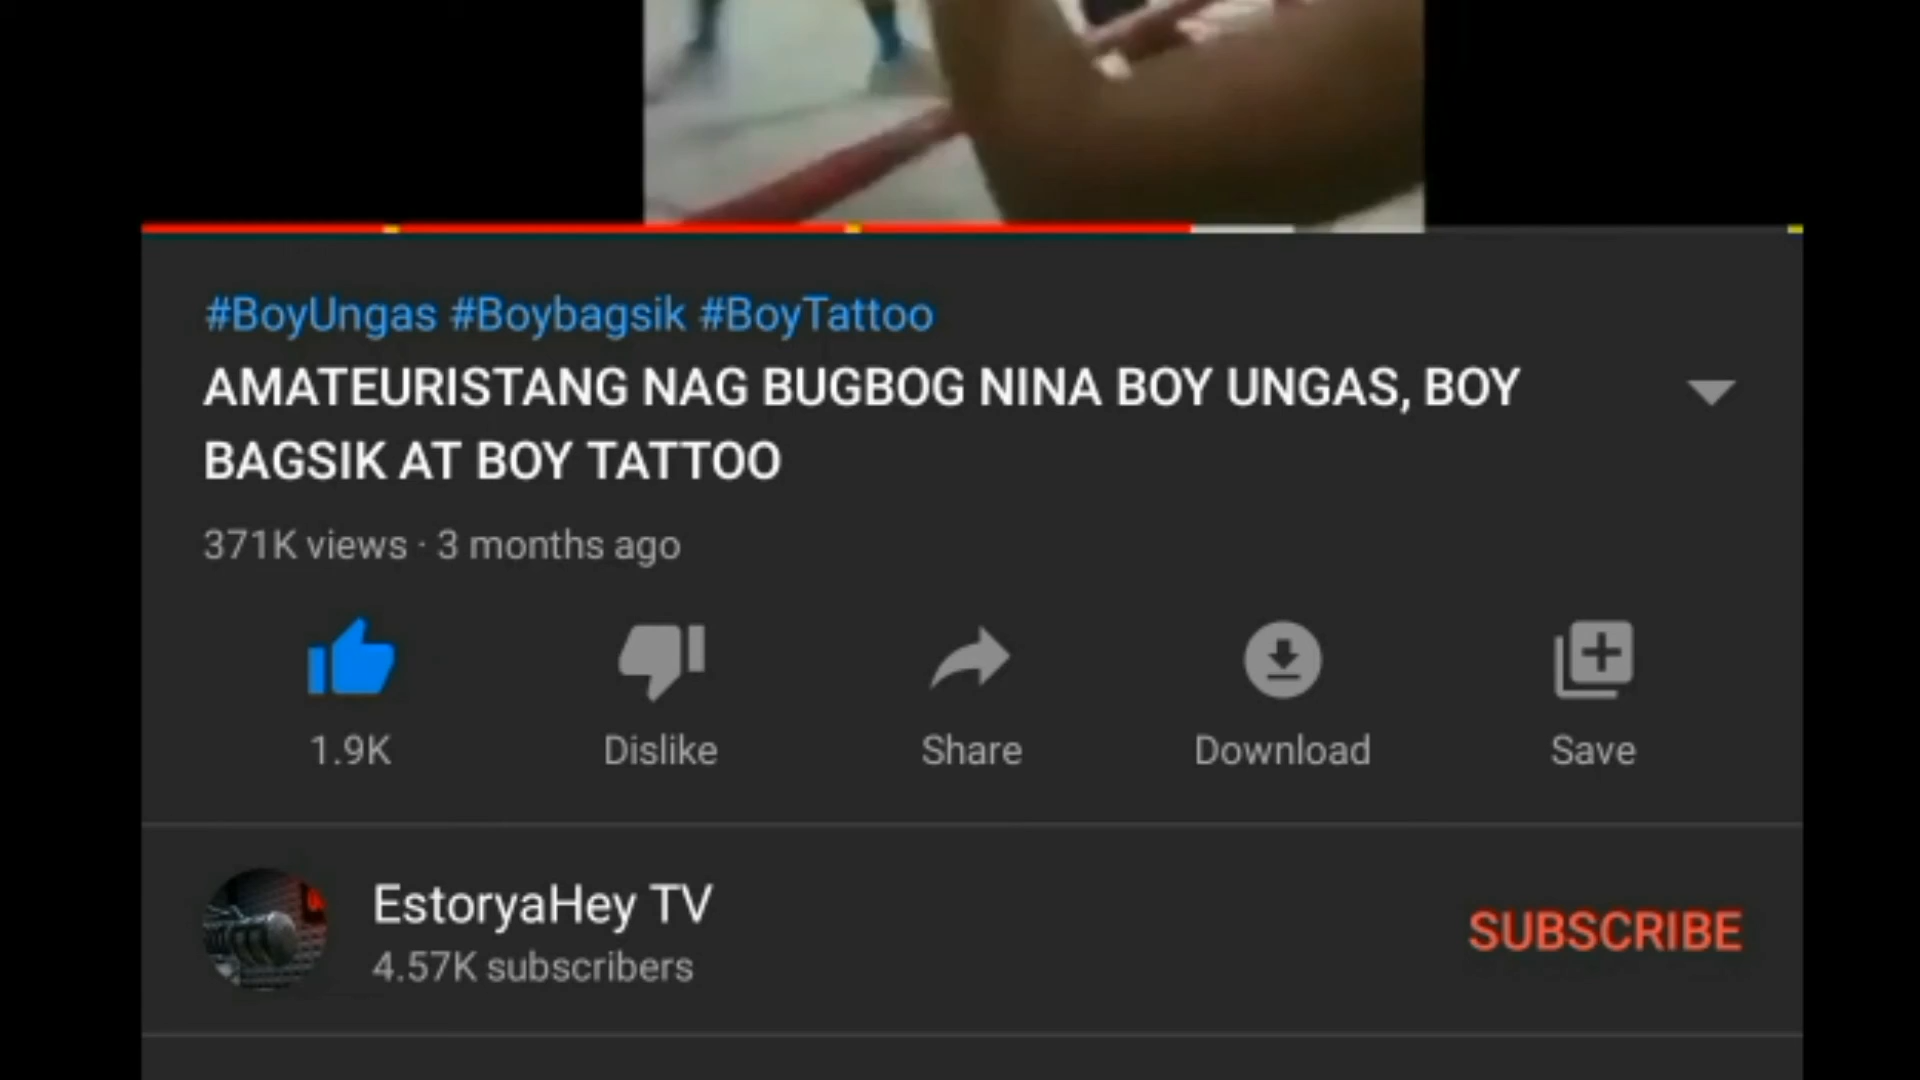 #BoyUngas #Boybagsik #BoyTattoo
AMATEURISTANG NAG BUGBOG NINA BOY UNGAS, BOY
BAGSIK AT BOY TATTOO
371K views · 3 months ago
1.9K Dislike Share Download Save
EstoryaHey TV
4.57K subscribers
SUBSCRIBE